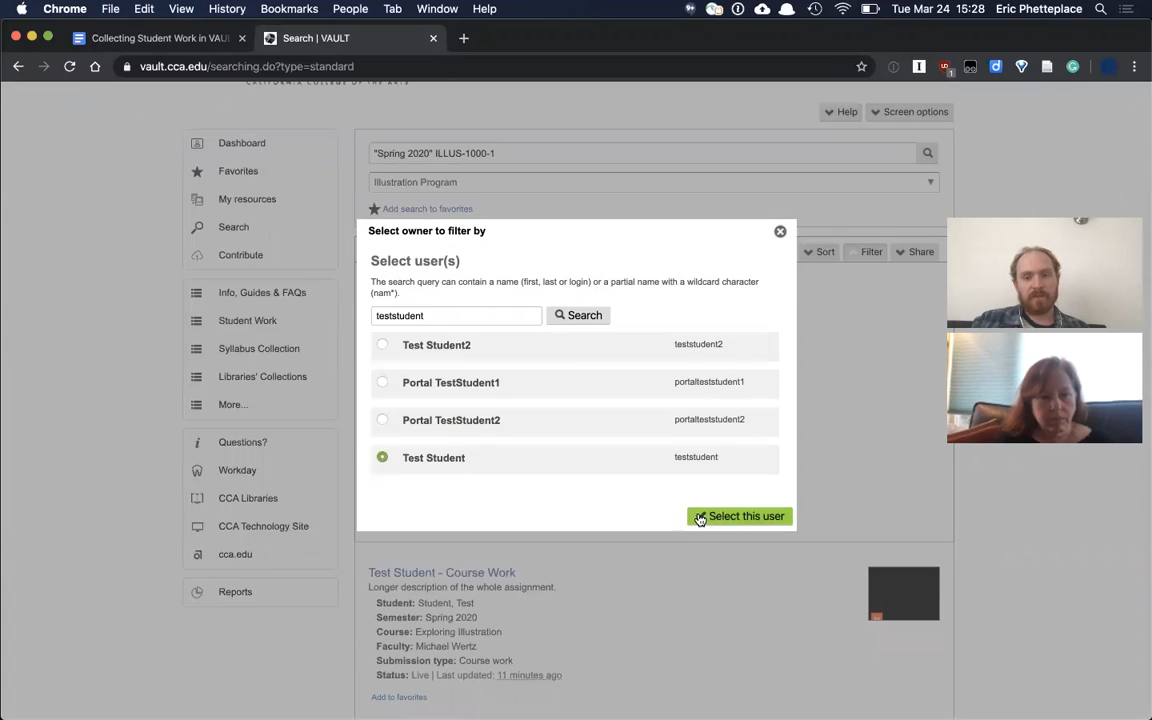 Chrome File Edit View History Bookmarks People Tab Window Help Tue Mar 24 15:28 Eric Phetteplace
Collecting Student Work in VAU
Search | VAULT
vault.cca.edu/searching.do?type=standard
Help Screen options
Dashboard
Favorites
My resources
Search
Contribute
Info, Guides & FAQs
Student Work
Syllabus Collection
Libraries' Collections
More...
Questions?
Workday
CCA Libraries
CCA Technology Site
cca.edu
Reports
"Spring 2020" ILLUS-1000-1
Illustration Program
Add search to favorites
Sort Filter Share
Select owner to filter by
Select user(s)
The search query can contain a name (first, last or login) or a partial name with a wildcard character
(nam*).
teststudent Search
Test Student2 teststudent2
Portal TestStudent1 portalteststudent1
Portal TestStudent2 portalteststudent2
Test Student teststudent
Select this user
Test Student - Course Work
Longer description of the whole assignment.
Student: Student, Test
Semester: Spring 2020
Course: Exploring Illustration
Faculty: Michael Wertz
Submission type: Course work
Status: Live | Last updated: 11 minutes ago
Add to favorites